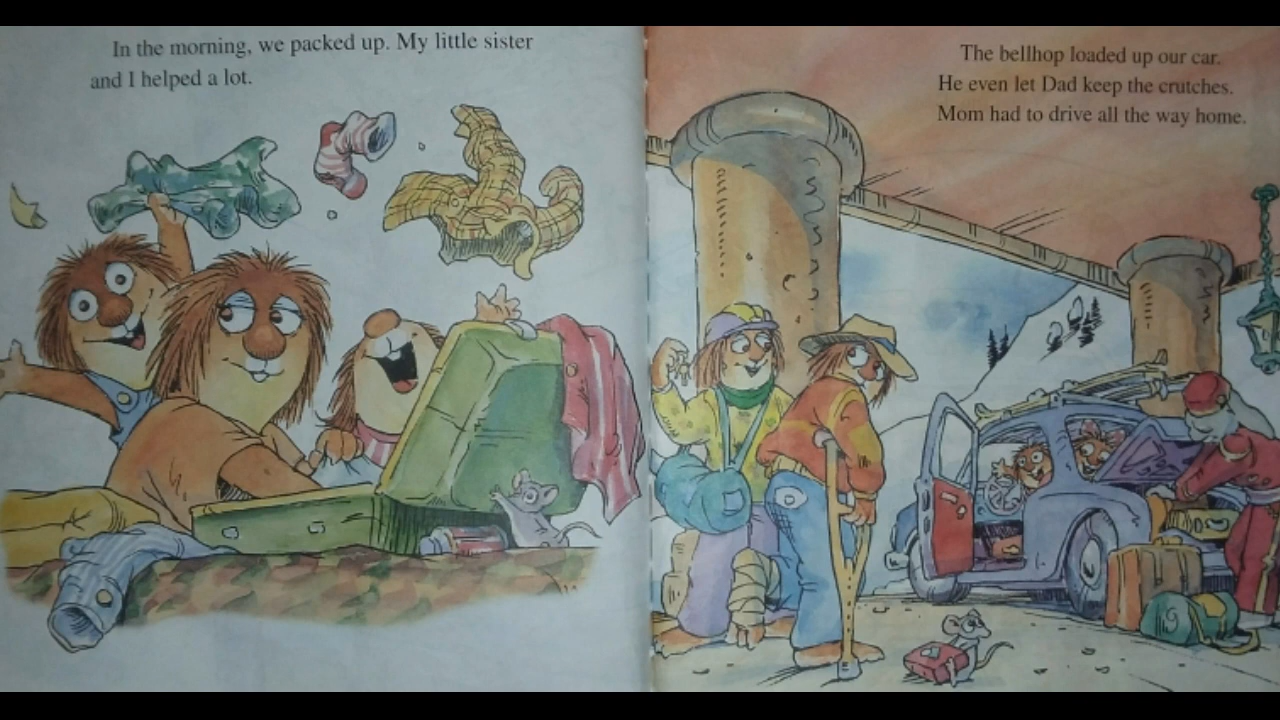 In the morning, we packed up. My little sister
and I helped a lot.
The bellhop loaded up our car.
He even let Dad keep the crutches.
Mom had to drive all the way home.